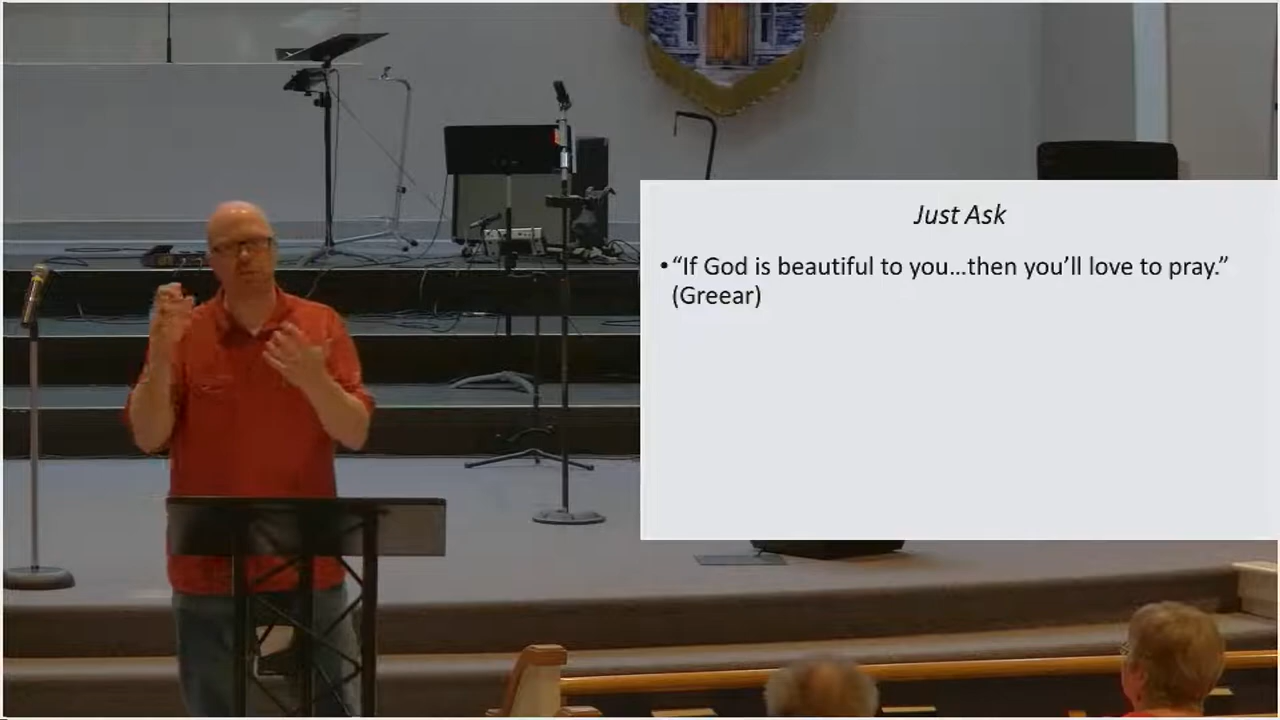 Just Ask
•“If God is beautiful to you…then you’ll love to pray.”
(Greear)